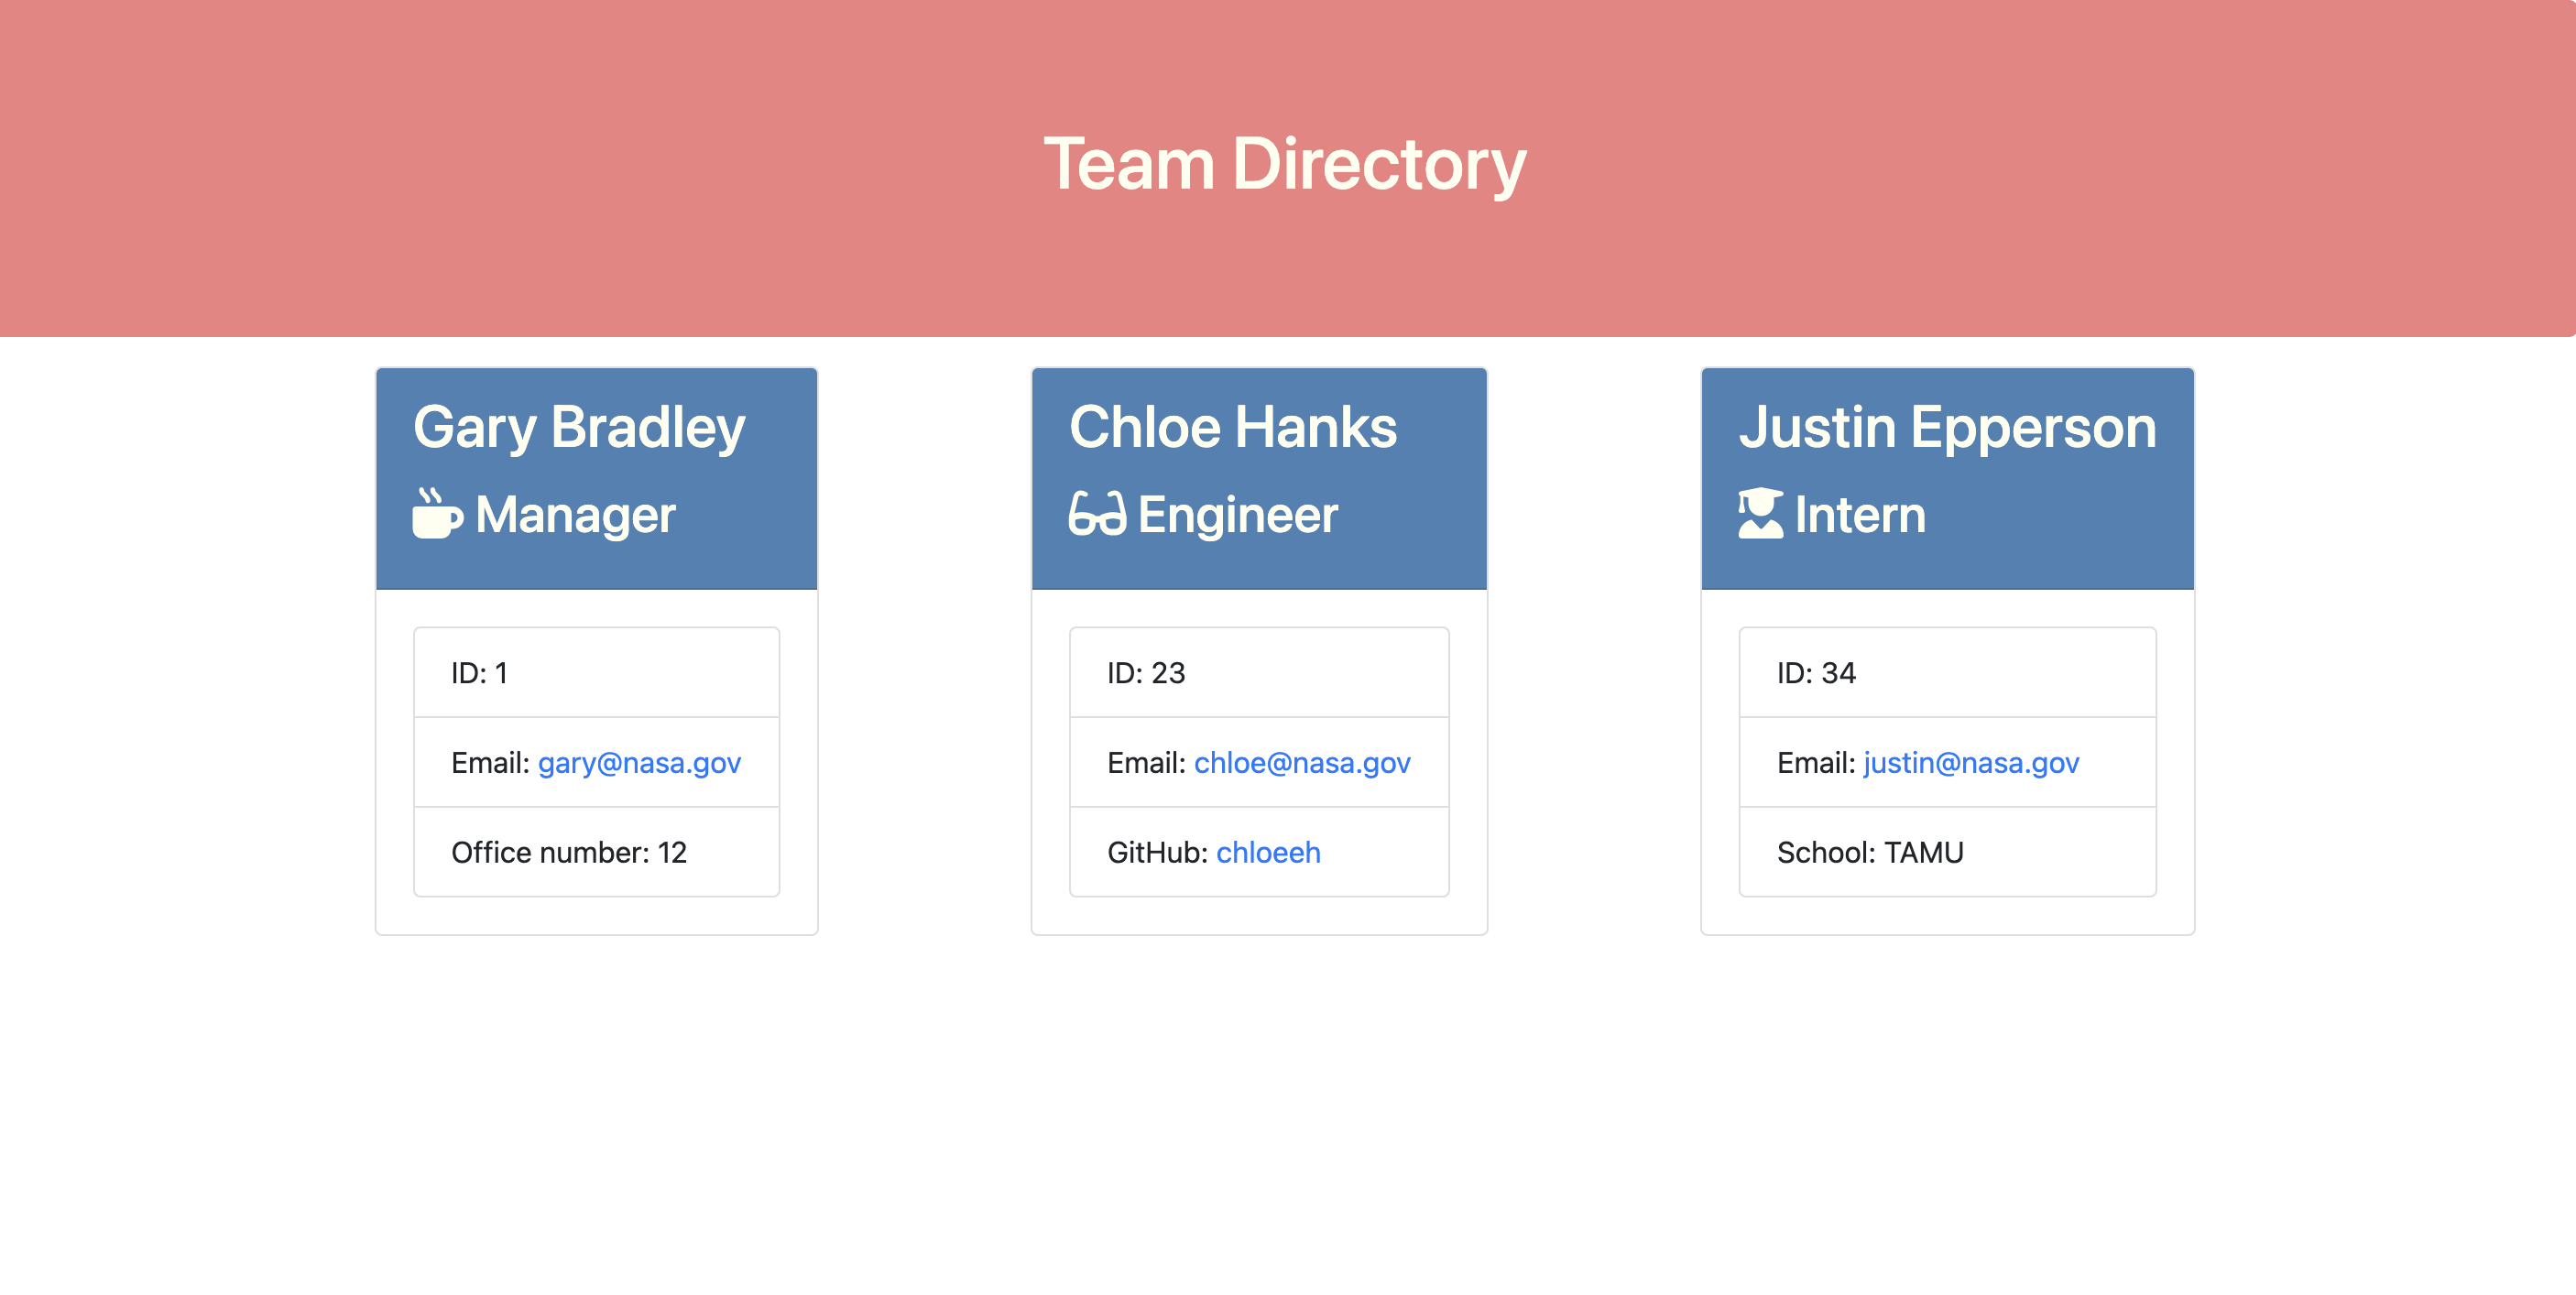 Team Directory
Gary Bradley
Manager
ID: 1
Email: gary@nasa.gov
Office number: 12
Chloe Hanks
Engineer
ID: 23
Email: chloe@nasa.gov
GitHub: chloeeh
Justin Epperson
Intern
ID: 34
Email: justin@nasa.gov
School: TAMU